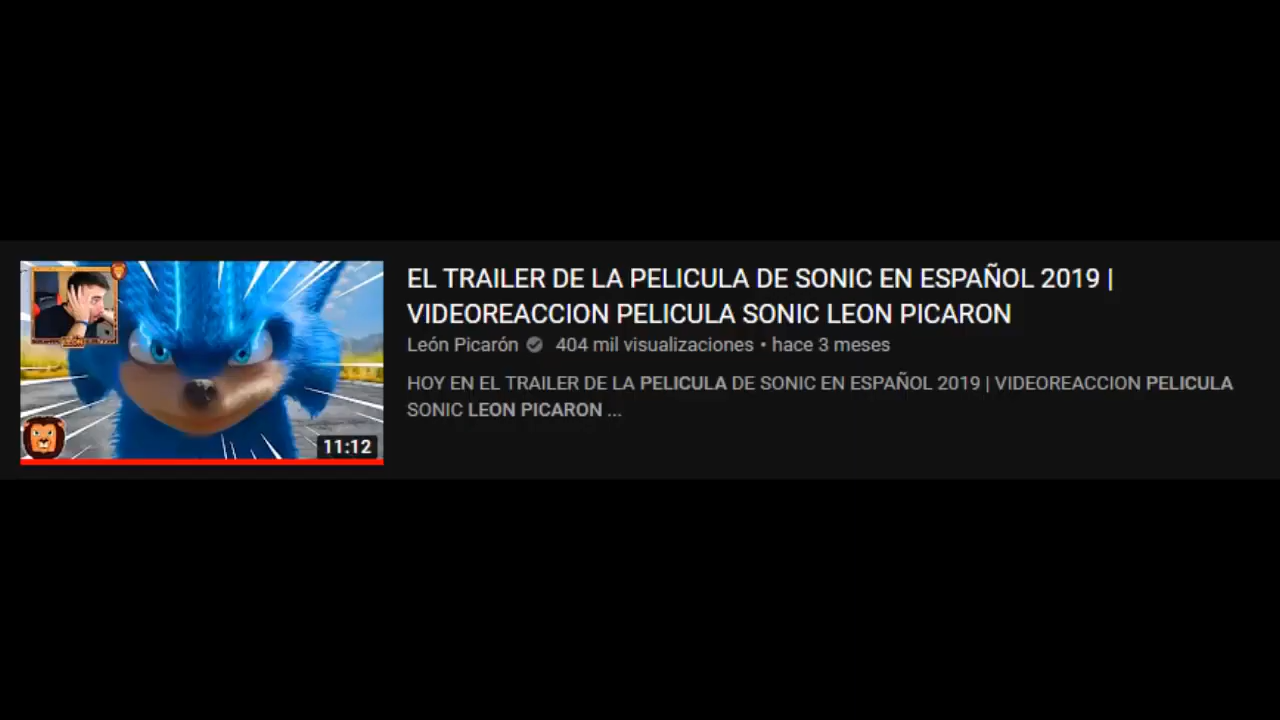 EL TRAILER DE LA PELICULA DE SONIC EN ESPAÑOL 2019 |
VIDEOREACCION PELICULA SONIC LEON PICARON
León Picarón 404 mil visualizaciones • hace 3 meses
HOY EN EL TRAILER DE LA PELICULA DE SONIC EN ESPAÑOL 2019 | VIDEOREACCION PELICULA
SONIC LEON PICARON ...
11:12